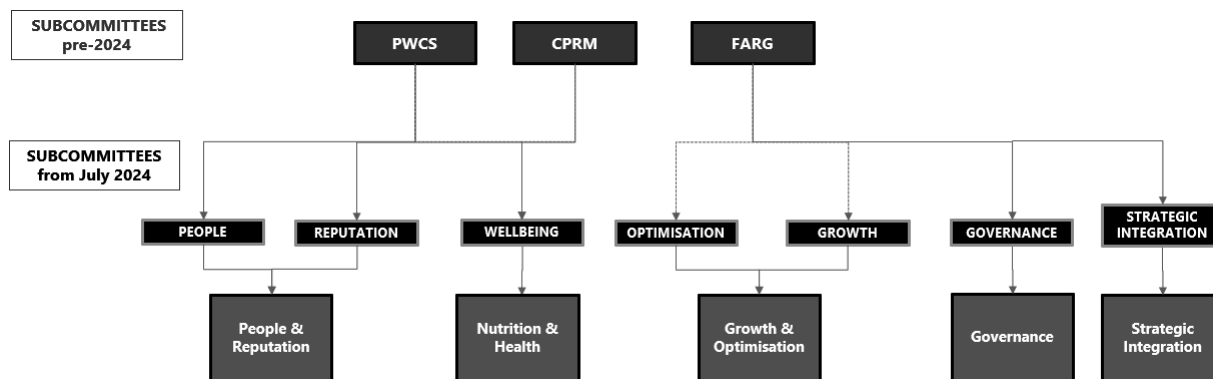 SUBCOMMITTEES
pre-2024
PWCS
CPRM
FARG
SUBCOMMITTEES
from July 2024
PEOPLE
REPUTATION
WELLBEING
OPTIMISATION
GROWTH
GOVERNANCE
STRATEGIC
INTEGRATION
People &
Reputation
Nutrition &
Health
Growth &
Optimisation
Governance
Strategic
Integration